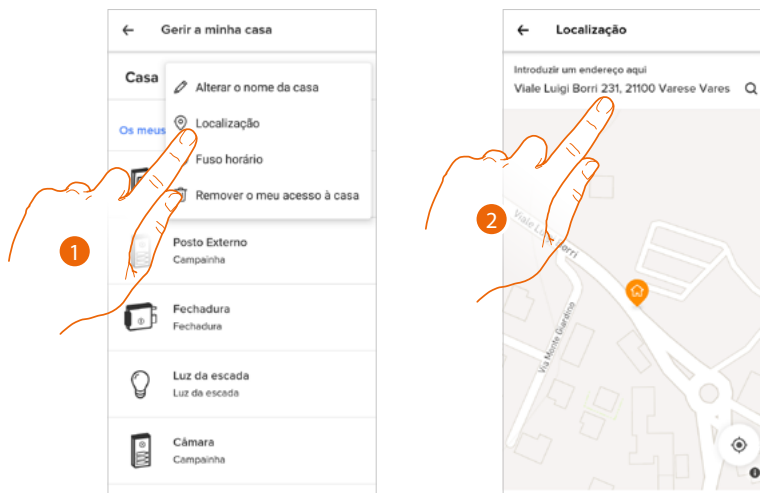 Gerir a minha casa
Casa
Alterar o nome da casa
Os meus
Localização
Fuso horário
Remover o meu acesso à casa
1
Posto Externo
Campainha
Fechadura
Fechadura
Luz da escada
Luz da escada
Câmara
Campainha
Localização
Introduzir um endereço aqui
Viale Luigi Borri 231, 21100 Varese Vares
2
Viale Luigi Borri
Via Monte Giardino